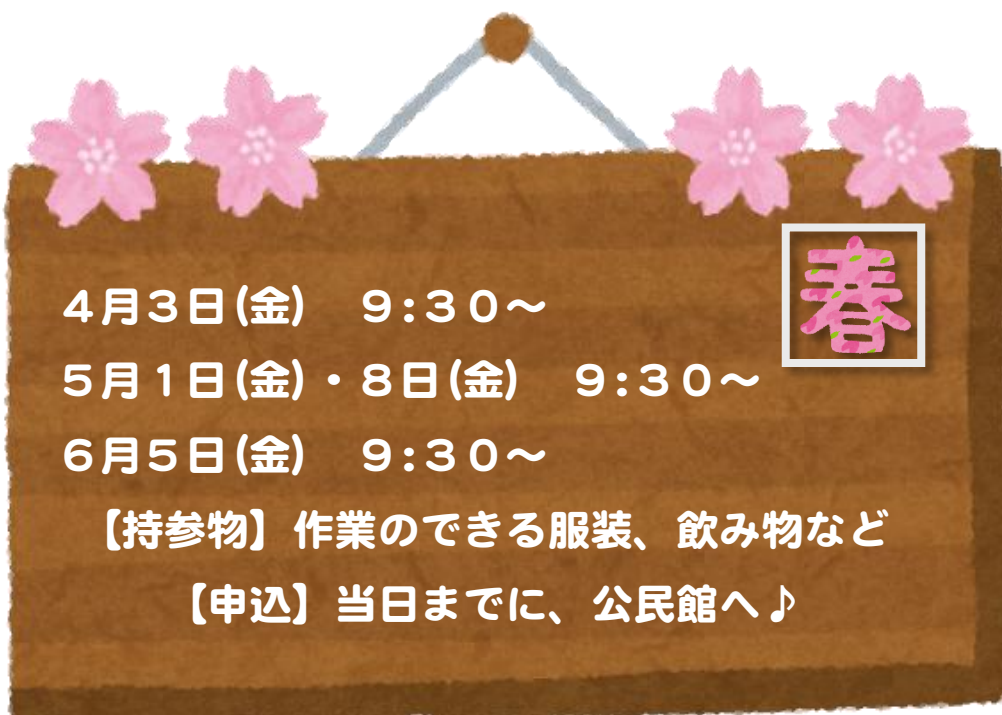 春
４月３日(金)　９:３０～
５月１日(金)・８日(金)　９:３０～
６月５日(金)　９:３０～
【持参物】作業のできる服装、飲み物など
【申込】当日までに、公民館へ♪